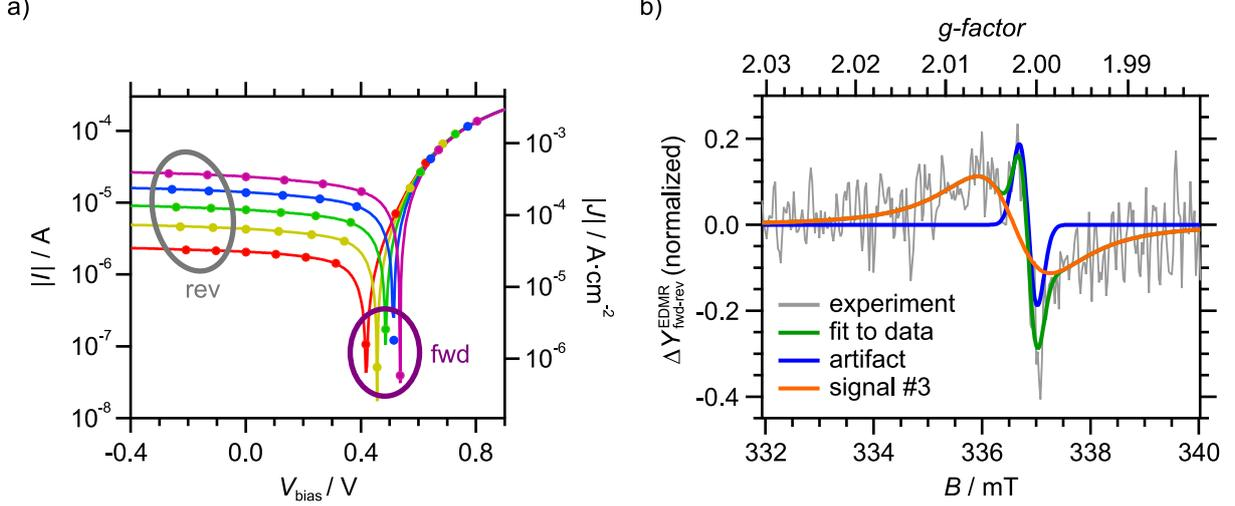 a)
10⁻⁴
10⁻⁵
10⁻⁶
10⁻⁷
10⁻⁸
|I| / A
-0.4
0.0
0.4
0.8
V_bias / V
10⁻³
10⁻⁴
10⁻⁵
10⁻⁶
|J| / A·cm⁻²
rev
fwd
b)
g-factor
2.03
2.02
2.01
2.00
1.99
0.2
0.0
-0.2
-0.4
ΔY^EDMR_fwd-rev (normalized)
experiment
fit to data
artifact
signal #3
332
334
336
338
340
B / mT